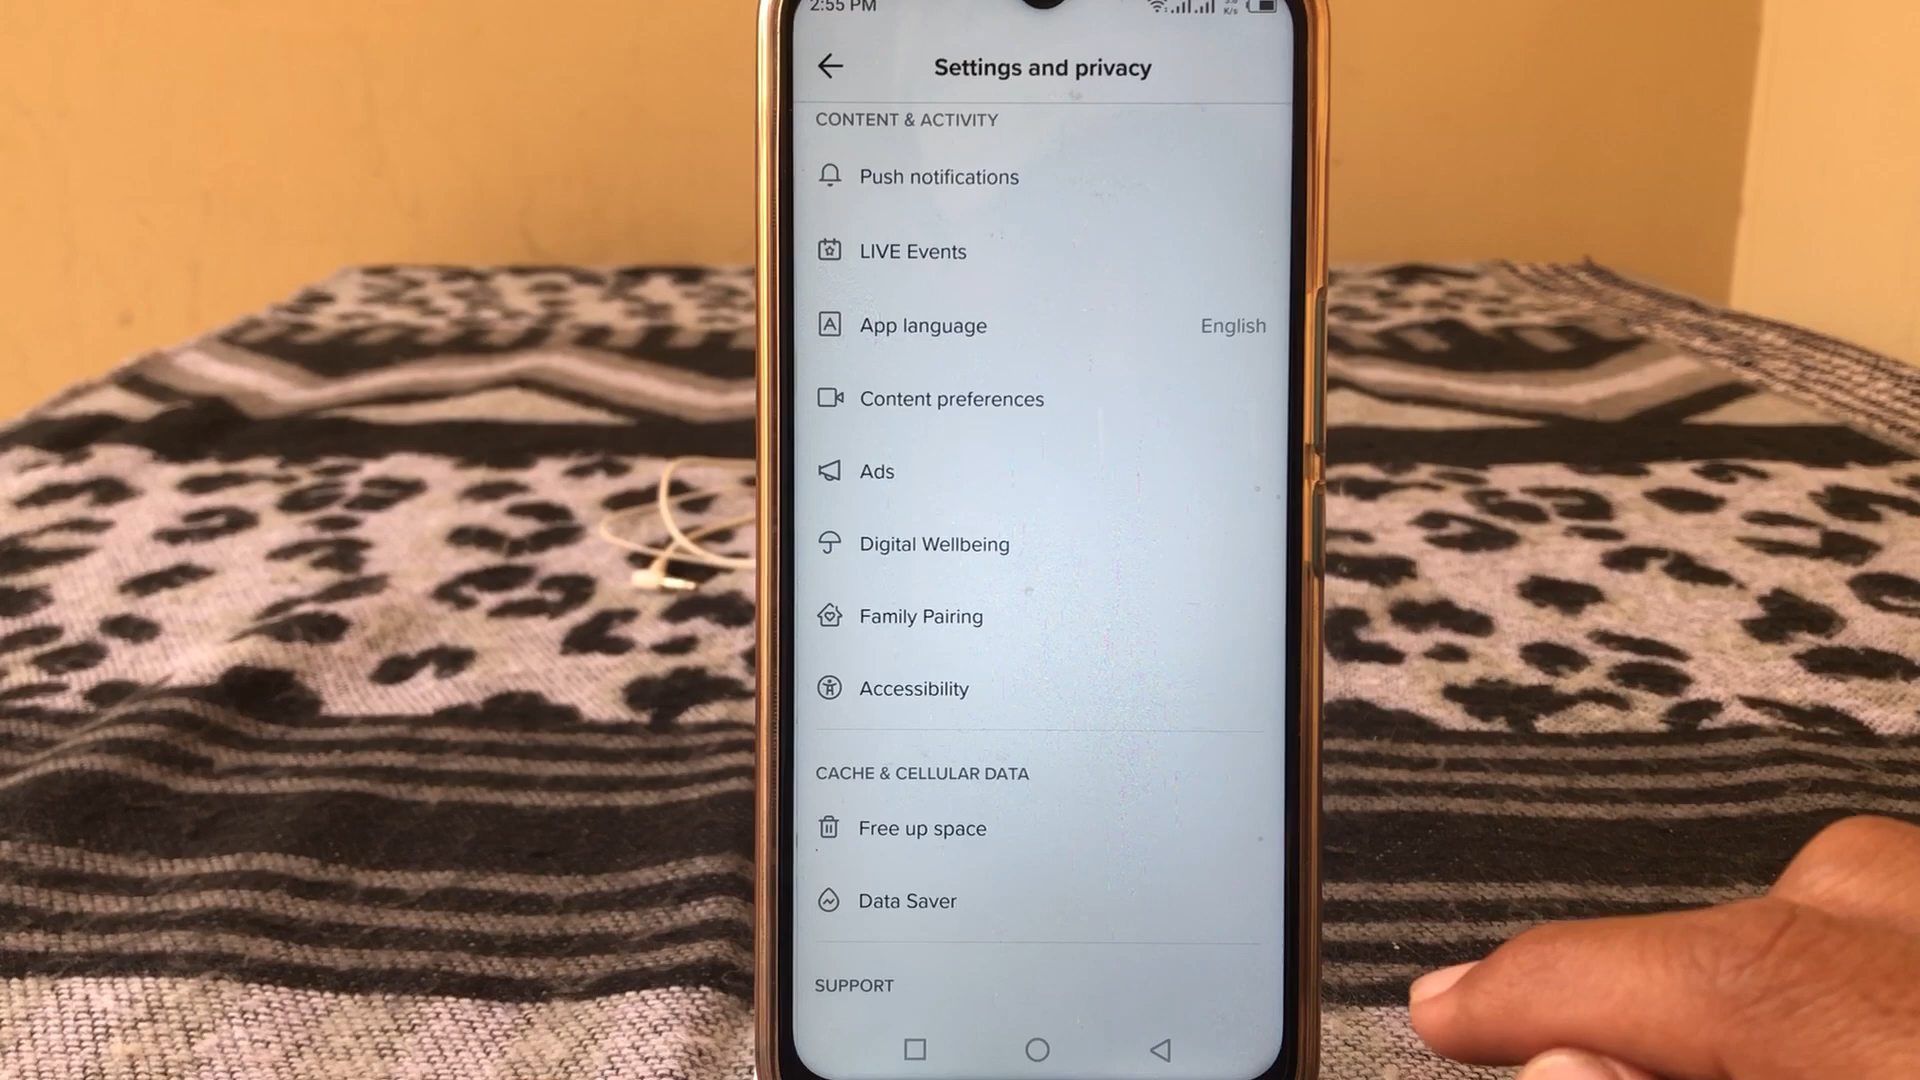 2:55 PM
K/s
Settings and privacy
CONTENT & ACTIVITY
Push notifications
LIVE Events
App language English
Content preferences
Ads
Digital Wellbeing
Family Pairing
Accessibility
CACHE & CELLULAR DATA
Free up space
Data Saver
SUPPORT